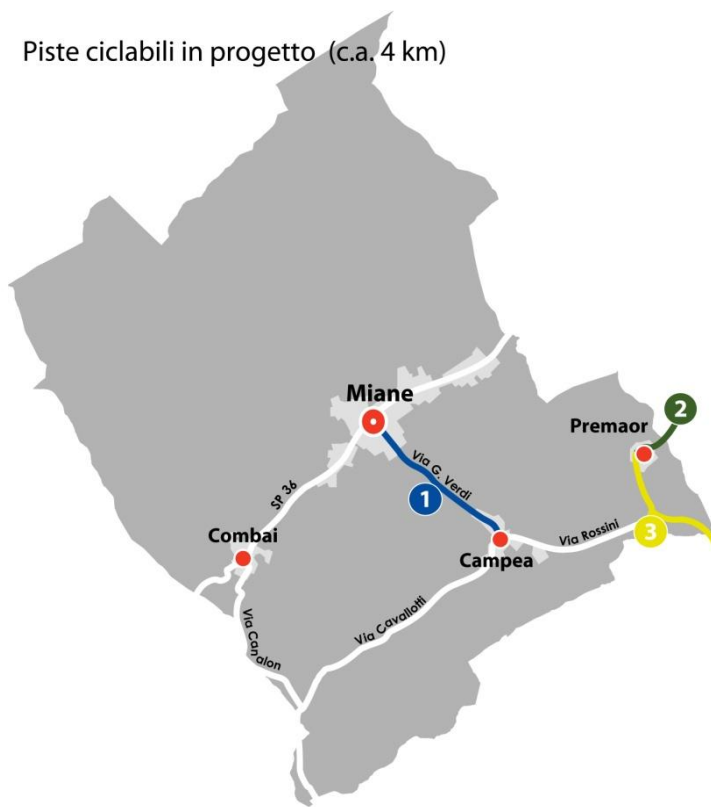 Piste ciclabili in progetto (c.a. 4 km)
Miane
2
Premaor
Via G. Verdi
1
SP 36
3
Via Rossini
Combai
Campea
Via Cavallotti
Via Canalon